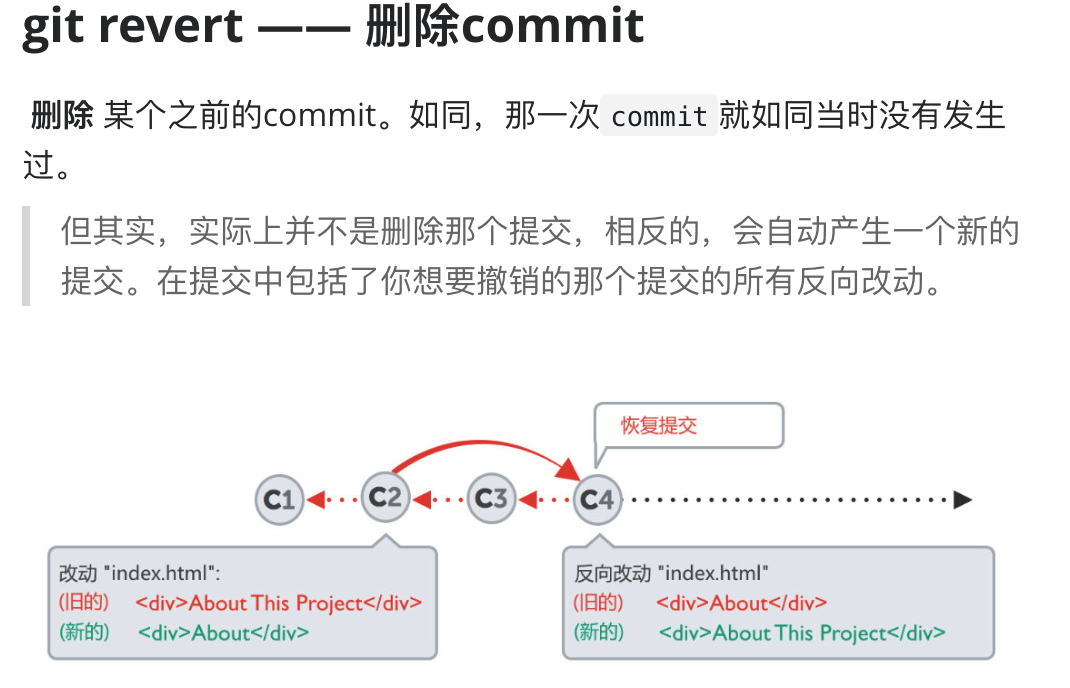 git revert —— 删除commit
删除 某个之前的commit。如同，那一次 commit 就如同当时没有发生
过。
但其实，实际上并不是删除那个提交，相反的，会自动产生一个新的
提交。在提交中包括了你想要撤销的那个提交的所有反向改动。
恢复提交
C1 C2 C3 C4
改动 "index.html":
(旧的) <div>About This Project</div>
(新的) <div>About</div>
反向改动 "index.html"
(旧的) <div>About</div>
(新的) <div>About This Project</div>